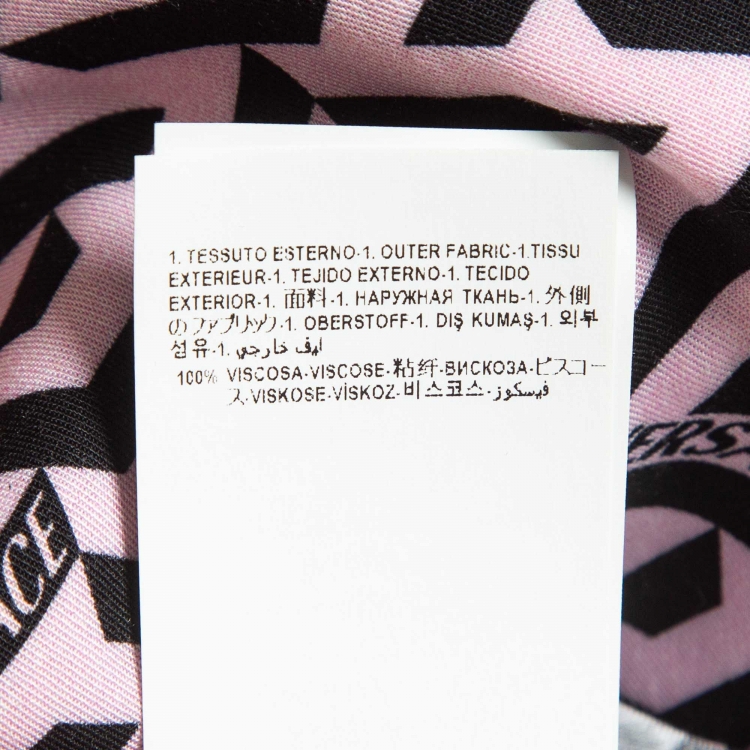 1. TESSUTO ESTERNO-1. OUTER FABRIC-1.TISSU
EXTERIEUR-1. TEJIDO EXTERNO-1. TECIDO
EXTERIOR-1. 面料-1. НАРУЖНАЯ ТКАНЬ-1. 外側
のファブリック-1. OBERSTOFF-1. DIŞ KUMAŞ-1. 외부
섬유-1. ليف خارجي
100% VISCOSA-VISCOSE-粘纤-ВИСКОЗА-ビスコー
ス-VISKOSE-VİSKOZ-비스코스-فيسكوز
ERSA
ACE